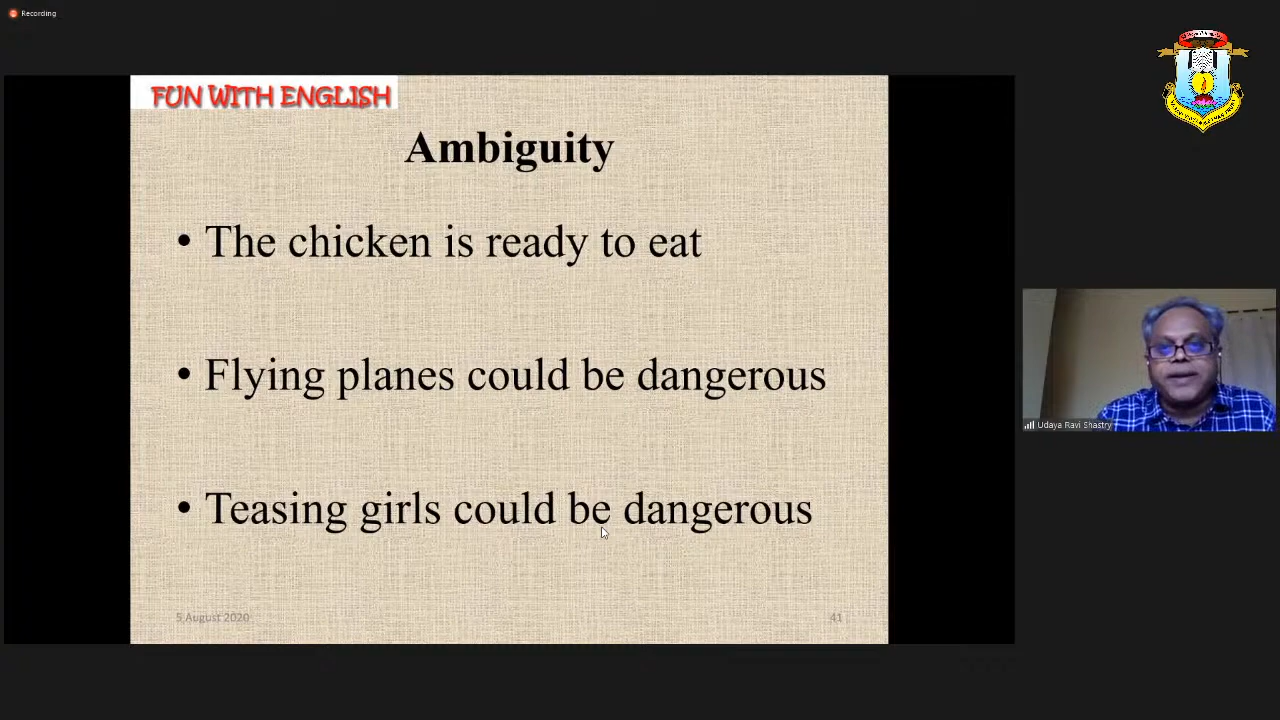 Recording
FUN WITH ENGLISH
Ambiguity
• The chicken is ready to eat
• Flying planes could be dangerous
• Teasing girls could be dangerous
5 August 2020
41
Udaya Ravi Shastry